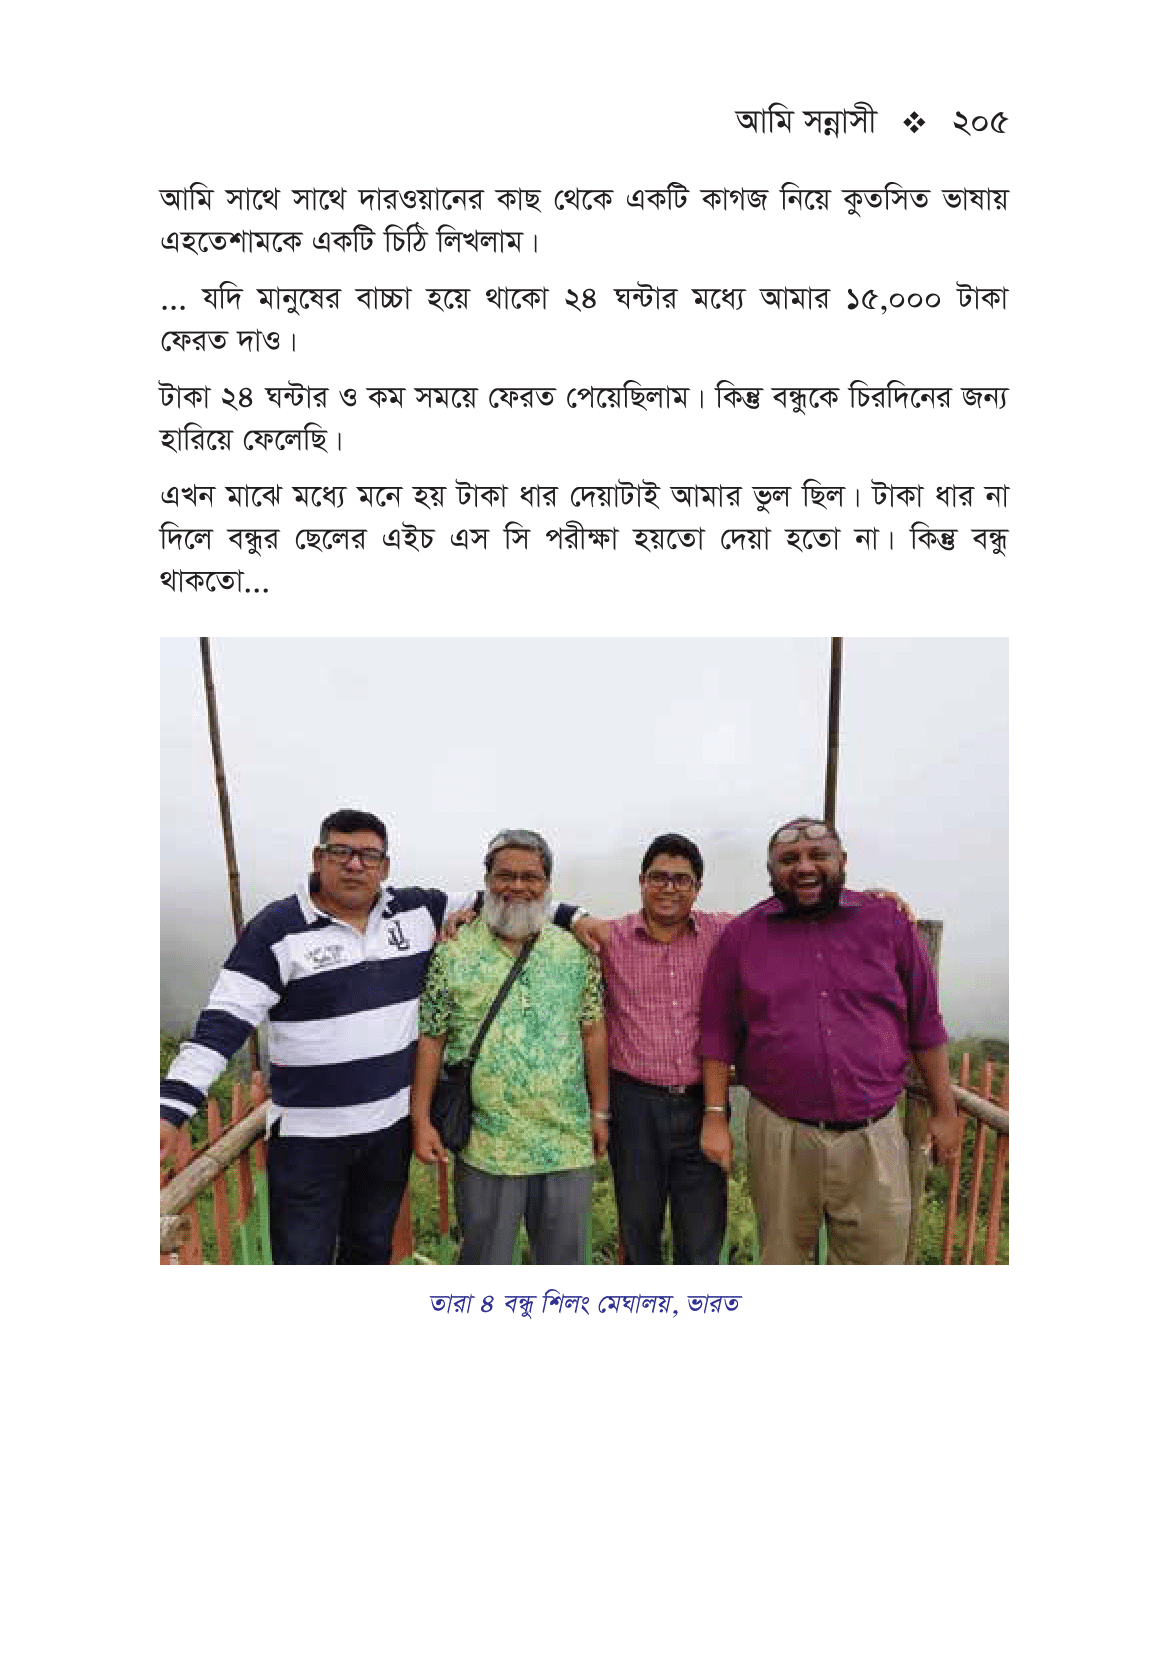 আমি সন্নাসী ❖ ২০৫
আমি সাথে সাথে দারওয়ানের কাছ থেকে একটি কাগজ নিয়ে কুতসিত ভাষায়
এহতেশামকে একটি চিঠি লিখলাম।
... যদি মানুষের বাচ্চা হয়ে থাকো ২৪ ঘন্টার মধ্যে আমার ১৫,০০০ টাকা
ফেরত দাও।
টাকা ২৪ ঘন্টার ও কম সময়ে ফেরত পেয়েছিলাম। কিন্তু বন্ধুকে চিরদিনের জন্য
হারিয়ে ফেলেছি।
এখন মাঝে মধ্যে মনে হয় টাকা ধার দেয়াটাই আমার ভুল ছিল। টাকা ধার না
দিলে বন্ধুর ছেলের এইচ এস সি পরীক্ষা হয়তো দেয়া হতো না। কিন্তু বন্ধু
থাকতো...
তারা ৪ বন্ধু শিলং মেঘালয়, ভারত